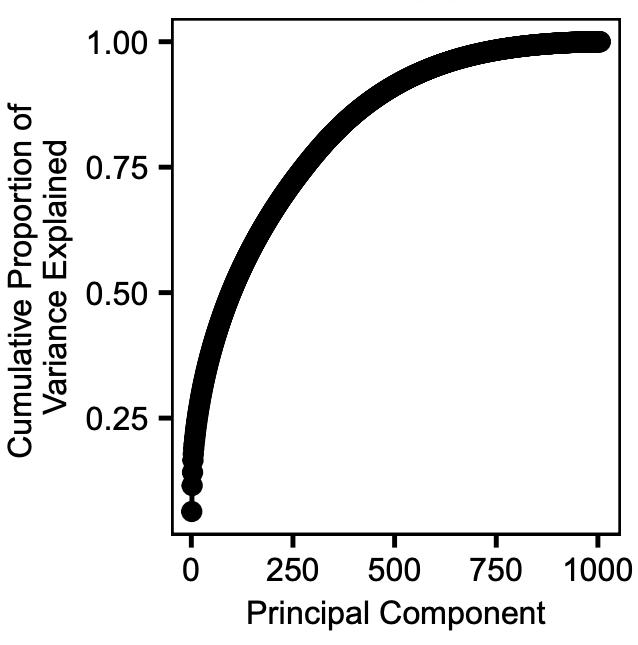 Cumulative Proportion of
Variance Explained
1.00
0.75
0.50
0.25
0 250 500 750 1000
Principal Component